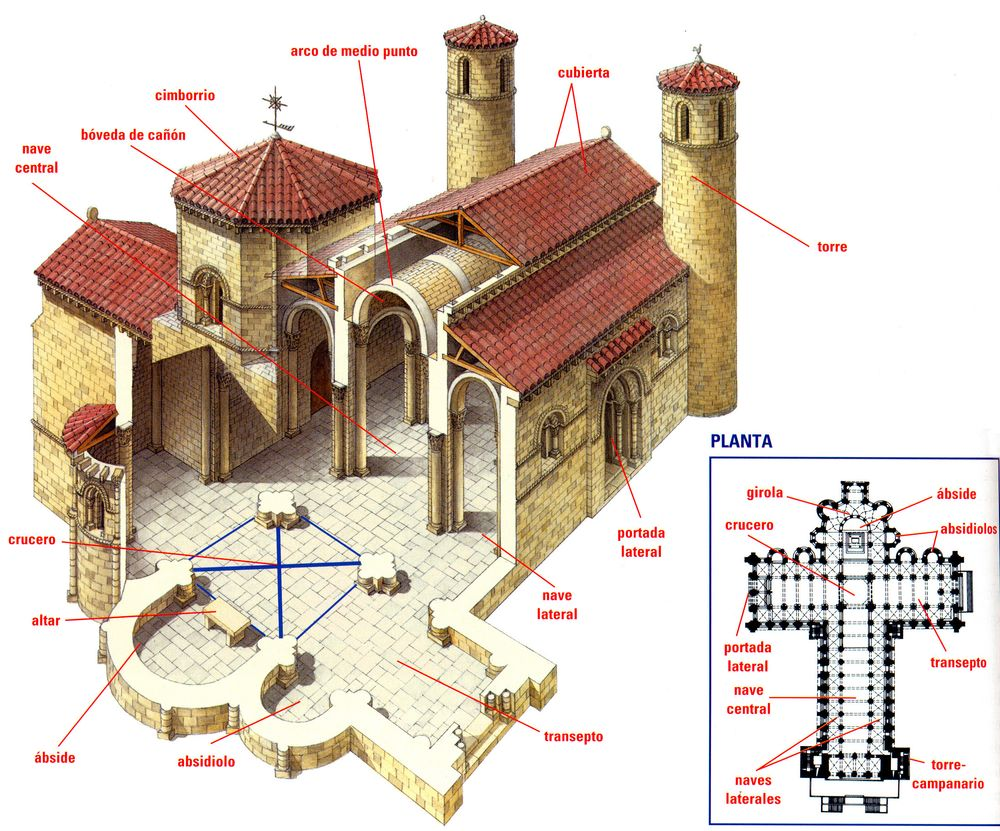 arco de medio punto
cubierta
cimborrio
bóveda de cañón
nave
central
torre
portada
lateral
crucero
nave
lateral
altar
transepto
ábside
absidiolo
PLANTA
girola
ábside
crucero
absidiolos
portada
lateral
transepto
nave
central
naves
laterales
torre-
campanario